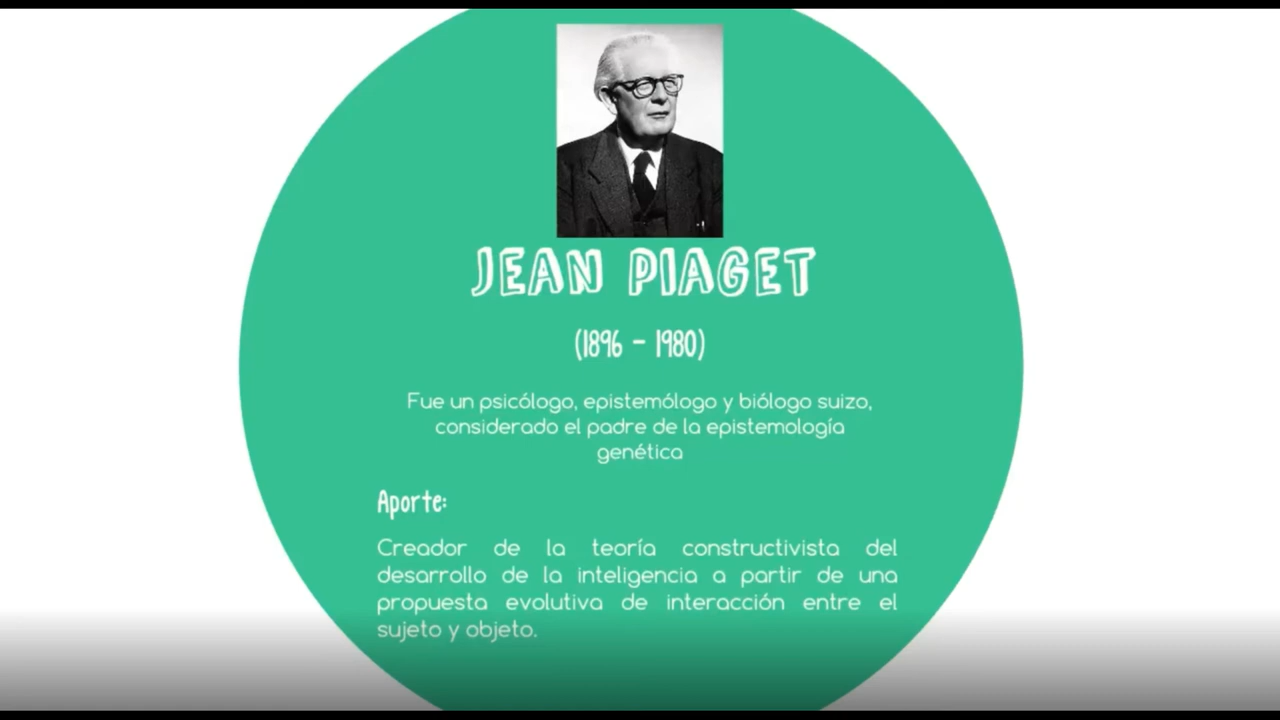 JEAN PIAGET
(1896 - 1980)
Fue un psicólogo, epistemólogo y biólogo suizo,
considerado el padre de la epistemología
genética
Aporte:
Creador de la teoría constructivista del
desarrollo de la inteligencia a partir de una
propuesta evolutiva de interacción entre el
sujeto y objeto.